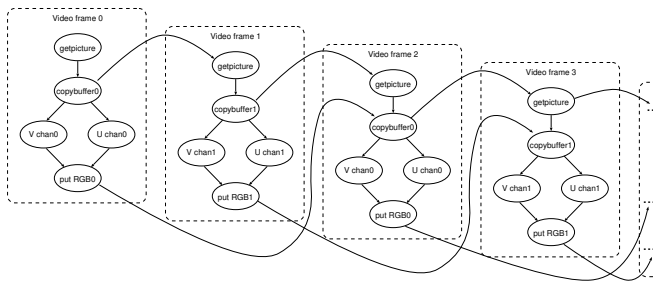 Video frame 0
getpicture
copybuffer0
V chan0
U chan0
put RGB0
Video frame 1
getpicture
copybuffer1
V chan1
U chan1
put RGB1
Video frame 2
getpicture
copybuffer0
V chan0
U chan0
put RGB0
Video frame 3
getpicture
copybuffer1
V chan1
U chan1
put RGB1